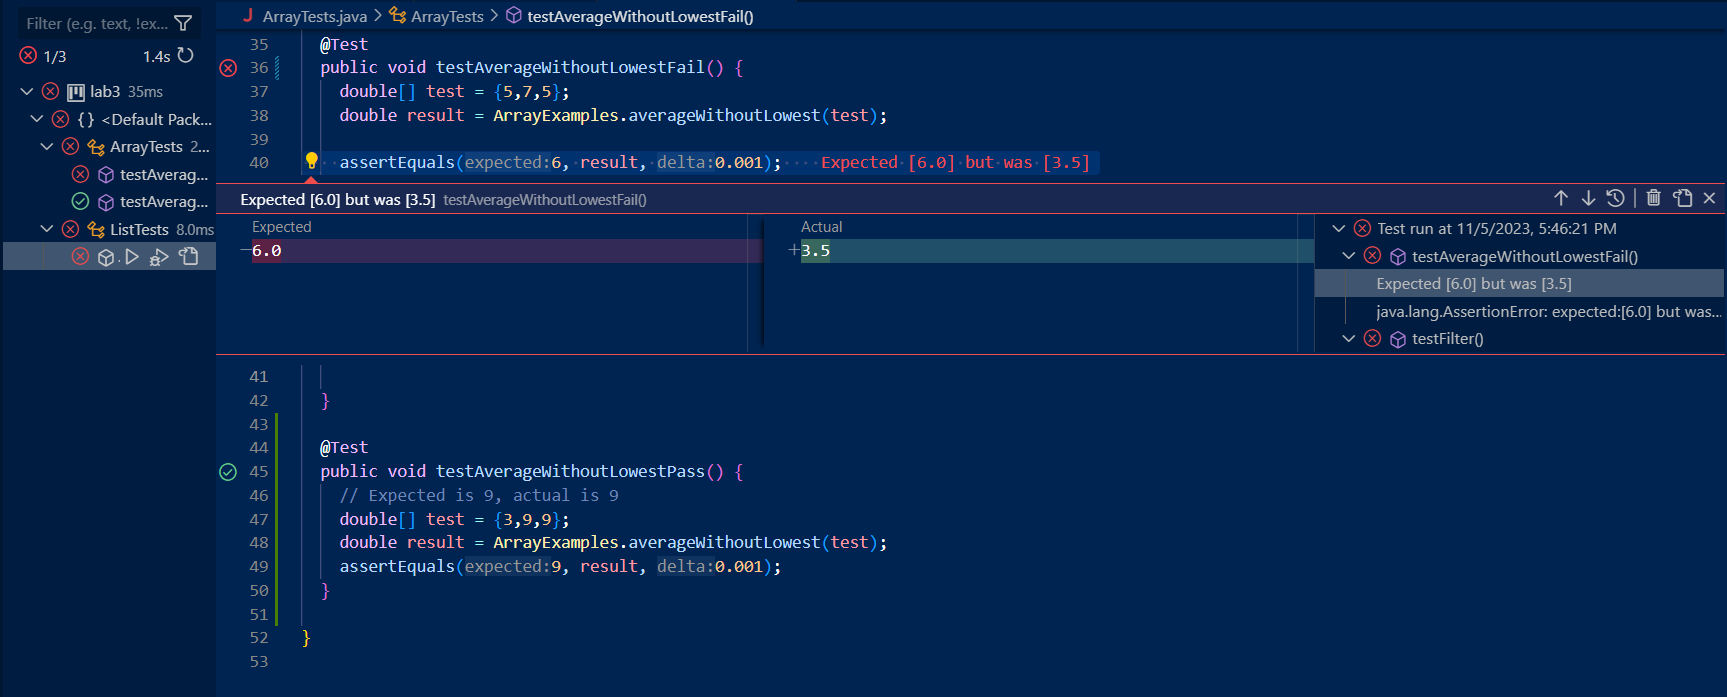 Filter (e.g. text, !ex...
1/3 1.4s
lab3 35ms
{} <Default Pack...
ArrayTests 2...
testAverag...
testAverag...
ListTests 8.0ms
J ArrayTests.java > ArrayTests > testAverageWithoutLowestFail()
35 @Test
36 public void testAverageWithoutLowestFail() {
37 double[] test = {5,7,5};
38 double result = ArrayExamples.averageWithoutLowest(test);
39
40 assertEquals(expected:6, result, delta:0.001); Expected [6.0] but was [3.5]
Expected [6.0] but was [3.5] testAverageWithoutLowestFail()
Expected
6.0
Actual
3.5
Test run at 11/5/2023, 5:46:21 PM
testAverageWithoutLowestFail()
Expected [6.0] but was [3.5]
java.lang.AssertionError: expected:[6.0] but was...
testFilter()
41
42 }
43
44 @Test
45 public void testAverageWithoutLowestPass() {
46 // Expected is 9, actual is 9
47 double[] test = {3,9,9};
48 double result = ArrayExamples.averageWithoutLowest(test);
49 assertEquals(expected:9, result, delta:0.001);
50 }
51
52 }
53